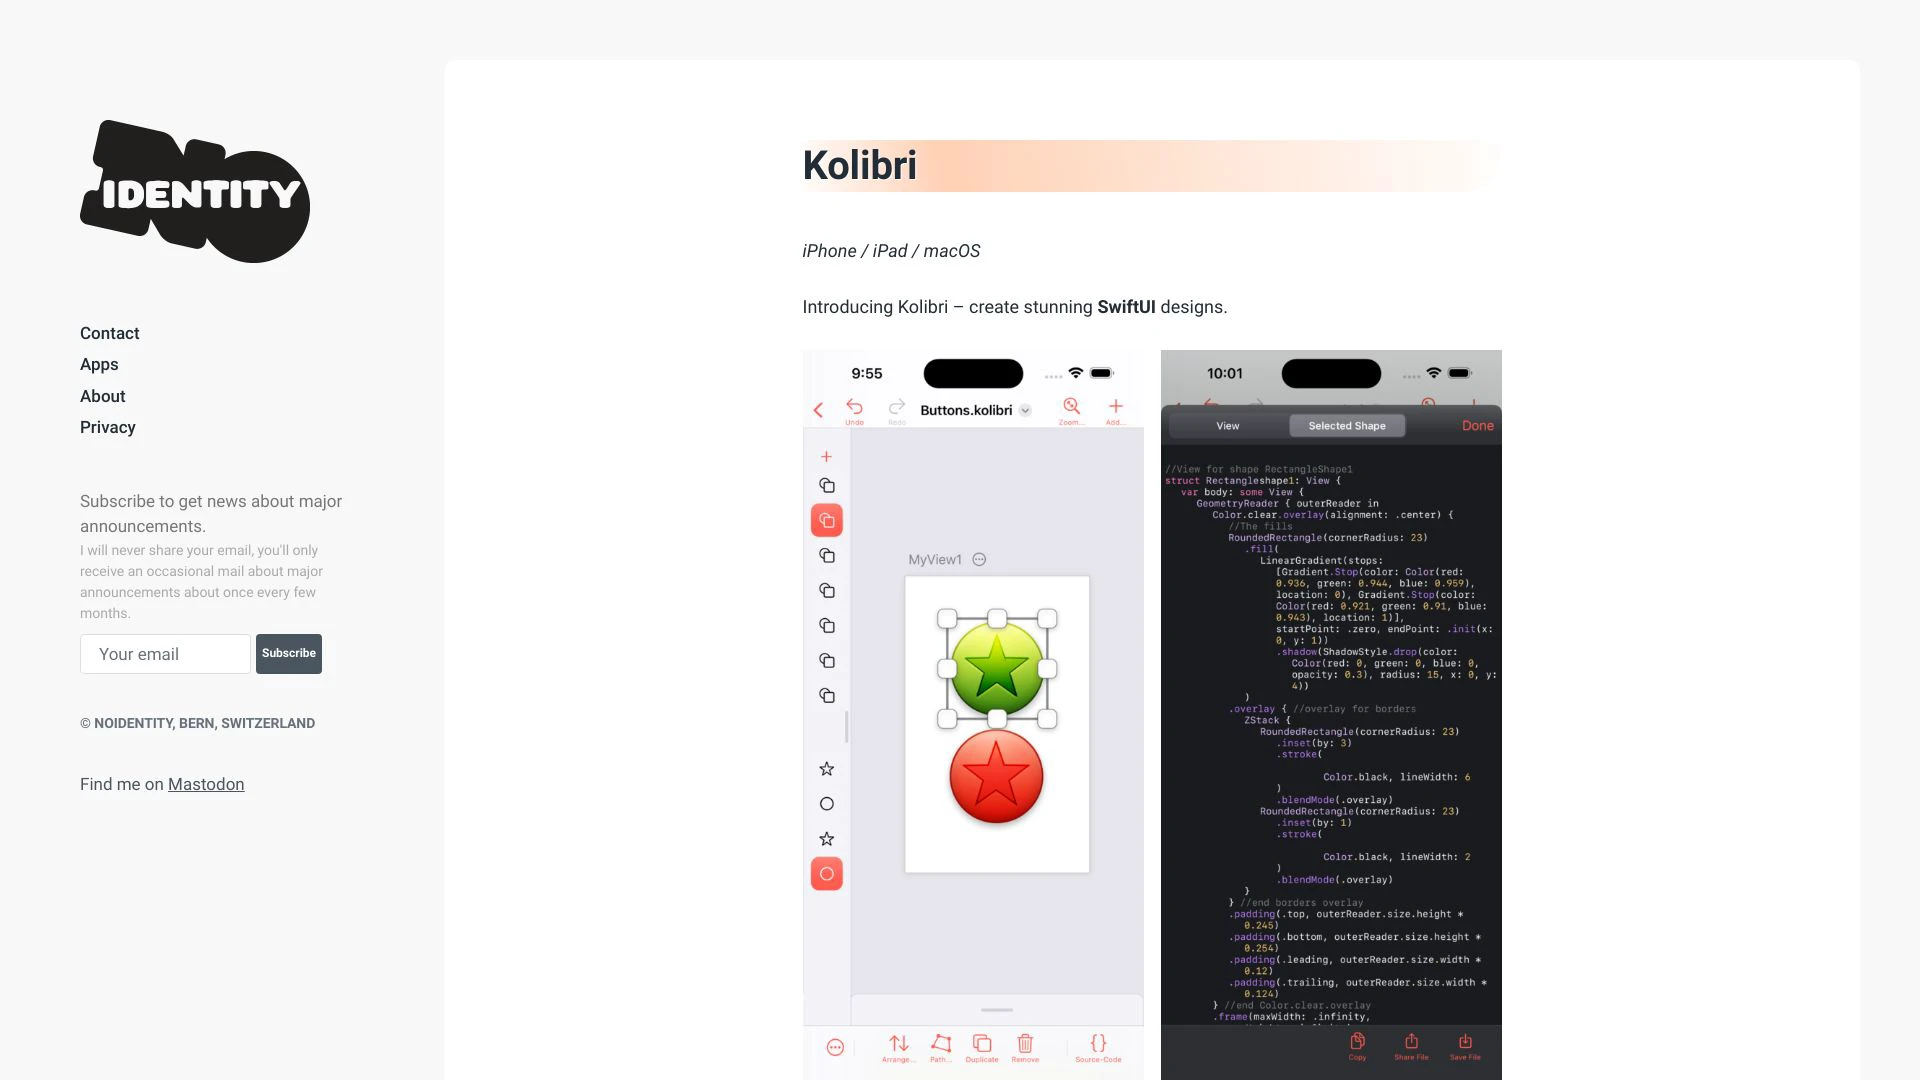 IDENTITY
Contact
Apps
About
Privacy
Subscribe to get news about major
announcements.
I will never share your email, you'll only
receive an occasional mail about major
announcements about once every few
months.
Your email
Subscribe
© NOIDENTITY, BERN, SWITZERLAND
Find me on Mastodon
Kolibri
iPhone / iPad / macOS
Introducing Kolibri – create stunning SwiftUI designs.
9:55
Undo
Redo
Buttons.kolibri
Zoom...
Add...
MyView1
Arrange...
Path...
Duplicate
Remove
Source-Code
10:01
View
Selected Shape
Done
//View for shape RectangleShape1
struct Rectangleshape1: View {
var body: some View {
GeometryReader { outerReader in
Color.clear.overlay(alignment: .center) {
//The fills
RoundedRectangle(cornerRadius: 23)
.fill(
LinearGradient(stops:
[Gradient.Stop(color: Color(red:
0.936, green: 0.944, blue: 0.959),
location: 0), Gradient.Stop(color:
Color(red: 0.921, green: 0.91, blue:
0.943), location: 1)],
startPoint: .zero, endPoint: .init(x:
0, y: 1))
.shadow(ShadowStyle.drop(color:
Color(red: 0, green: 0, blue: 0,
opacity: 0.3), radius: 15, x: 0, y:
4))
)
.overlay { //overlay for borders
ZStack {
RoundedRectangle(cornerRadius: 23)
.inset(by: 3)
.stroke(
Color.black, lineWidth: 6
)
.blendMode(.overlay)
RoundedRectangle(cornerRadius: 23)
.inset(by: 1)
.stroke(
Color.black, lineWidth: 2
)
.blendMode(.overlay)
}
} //end borders overlay
.padding(.top, outerReader.size.height *
0.245)
.padding(.bottom, outerReader.size.height *
0.254)
.padding(.leading, outerReader.size.width *
0.12)
.padding(.trailing, outerReader.size.width *
0.124)
} //end Color.clear.overlay
.frame(maxWidth: .infinity,
Copy
Share File
Save File